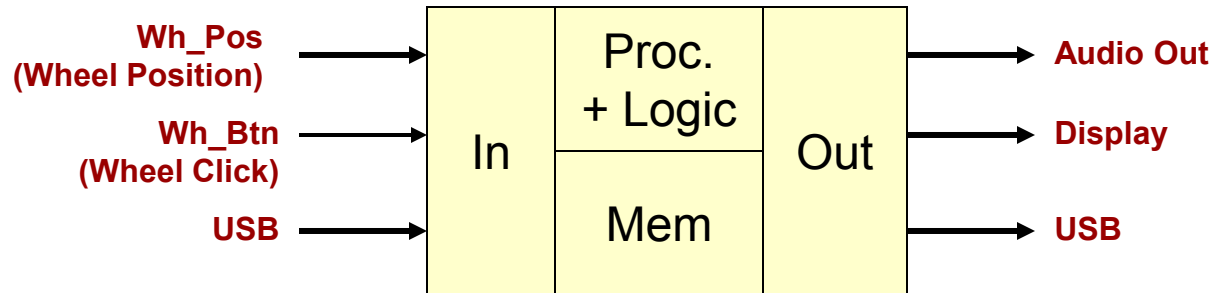 Wh_Pos
(Wheel Position)
Wh_Btn
(Wheel Click)
USB
In
Proc.
+ Logic
Mem
Out
Audio Out
Display
USB